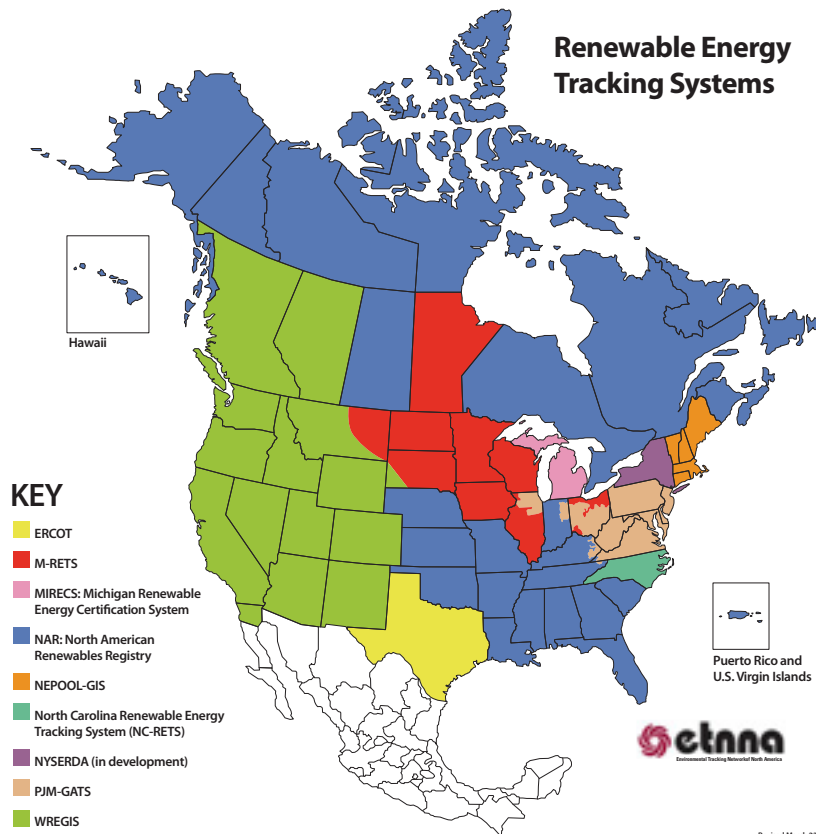 Renewable Energy
Tracking Systems
Hawaii
KEY
ERCOT
M-RETS
MIRECS: Michigan Renewable
Energy Certification System
NAR: North American
Renewables Registry
NEPOOL-GIS
North Carolina Renewable Energy
Tracking System (NC-RETS)
NYSERDA (in development)
PJM-GATS
WREGIS
Puerto Rico and
U.S. Virgin Islands
etnna
Environmental Tracking Network of North America